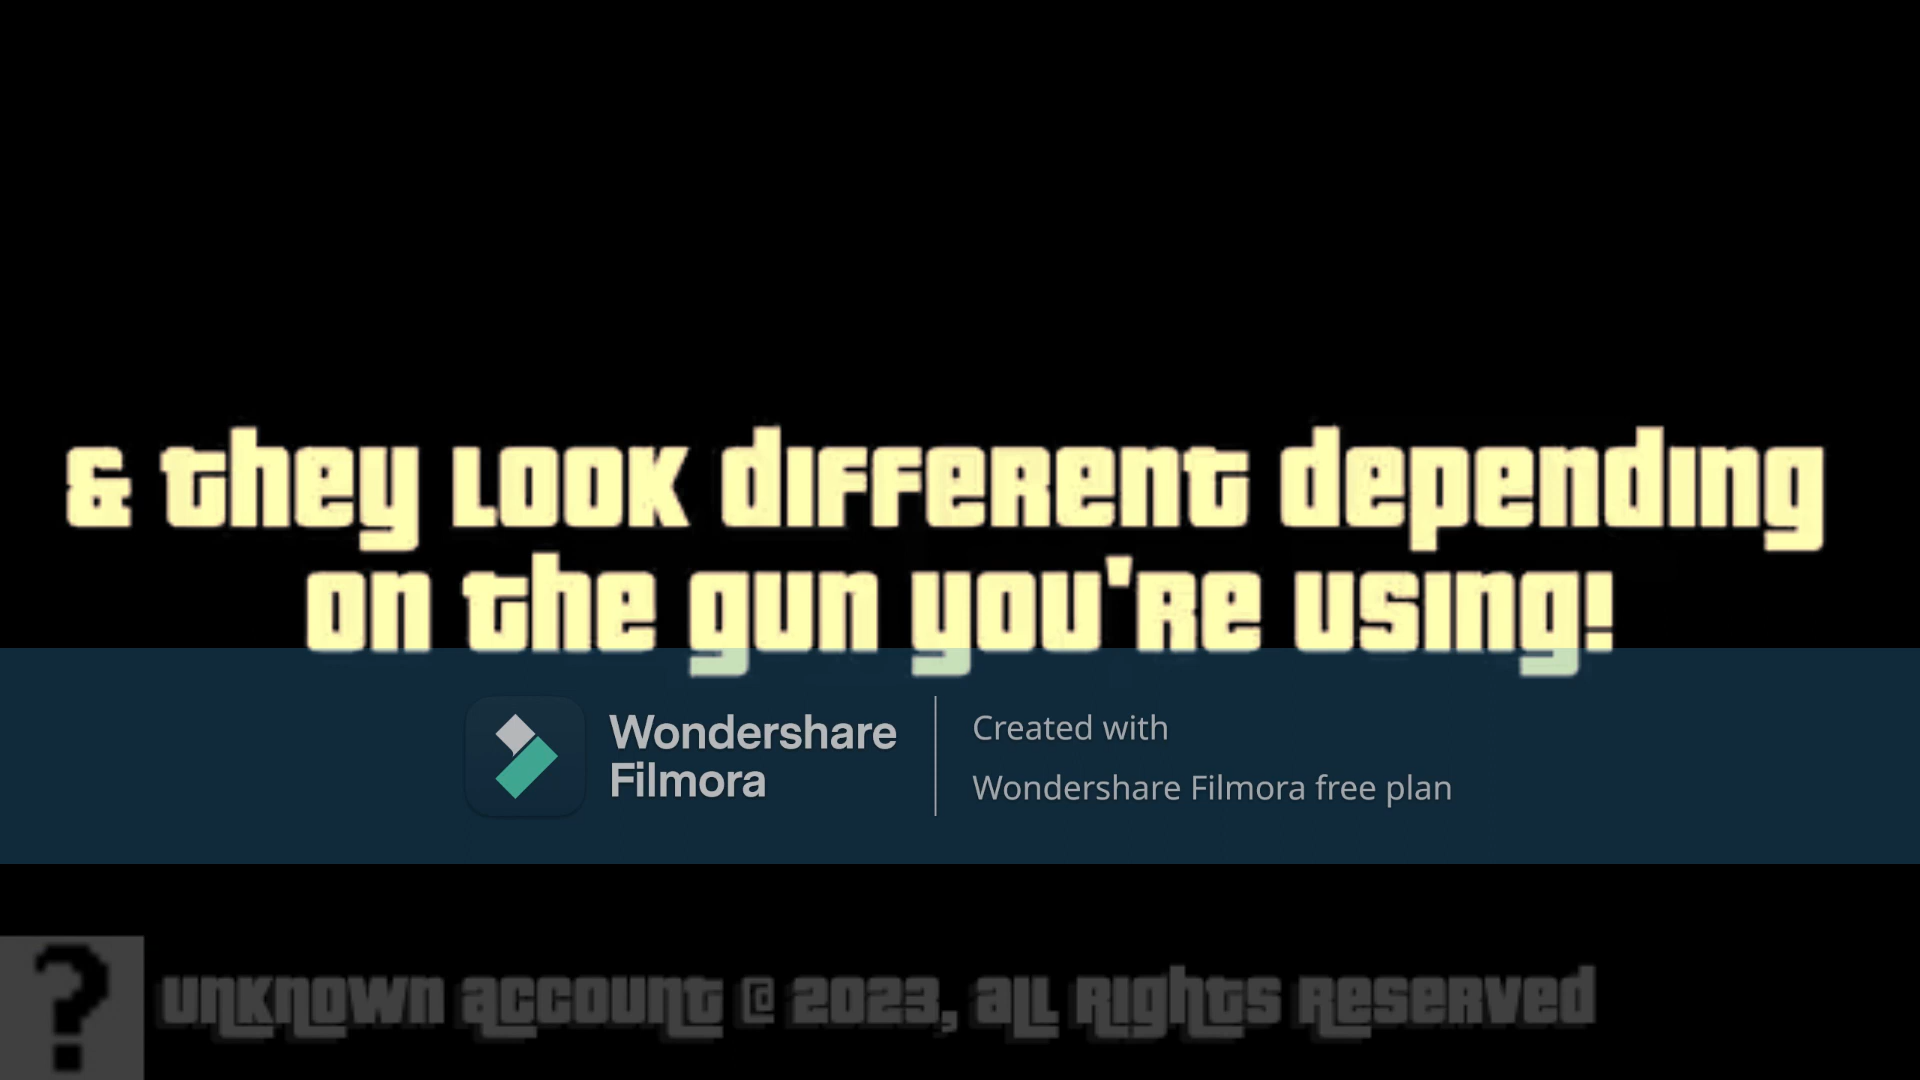 & they look different depending
on the gun you're using!
Wondershare
Filmora
Created with
Wondershare Filmora free plan
?
unknown account @ 2023, all rights reserved